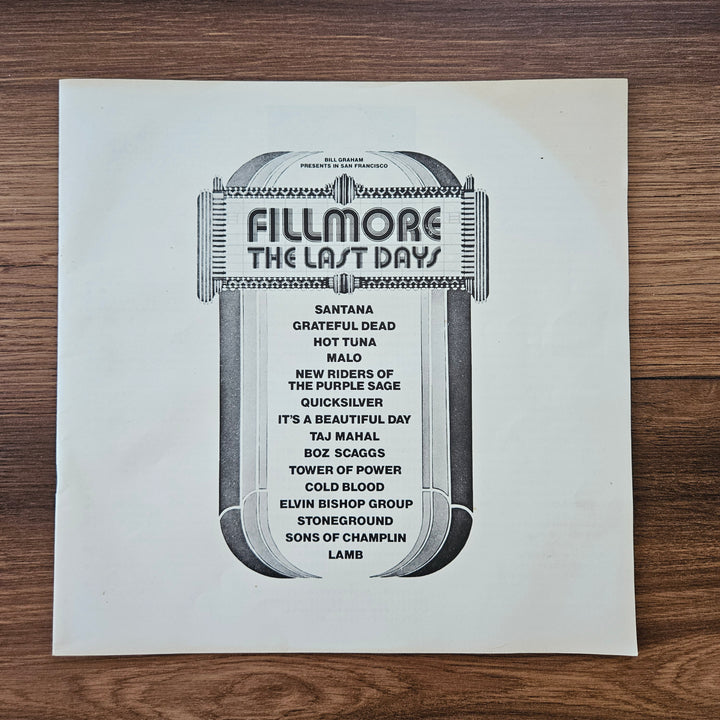 BILL GRAHAM
PRESENTS IN SAN FRANCISCO
FILLMORE
THE LAST DAYS
SANTANA
GRATEFUL DEAD
HOT TUNA
MALO
NEW RIDERS OF
THE PURPLE SAGE
QUICKSILVER
IT'S A BEAUTIFUL DAY
TAJ MAHAL
BOZ SCAGGS
TOWER OF POWER
COLD BLOOD
ELVIN BISHOP GROUP
STONEGROUND
SONS OF CHAMPLIN
LAMB